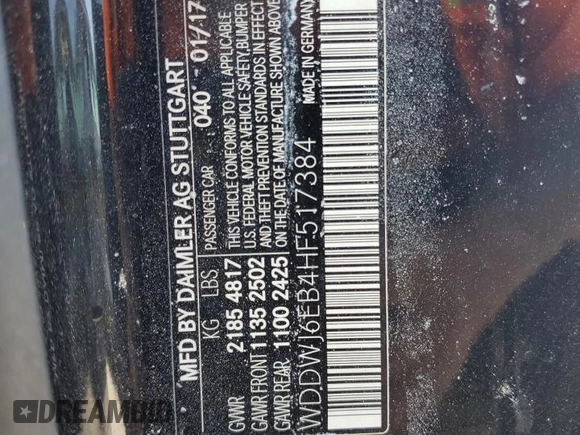 MFD BY DAIMLER AG STUTTGART
KG LBS PASSENGER CAR 040 01/17
GVWR 2185 4817 THIS VEHICLE CONFORMS TO ALL APPLICABLE
GAWR FRONT 1135 2502 U.S. FEDERAL MOTOR VEHICLE SAFETY, BUMPER
GAWR REAR 1100 2425 AND THEFT PREVENTION STANDARDS IN EFFECT
ON THE DATE OF MANUFACTURE SHOWN ABOVE
WDDWJ6EB4HF517384 MADE IN GERMANY
DREAMBID